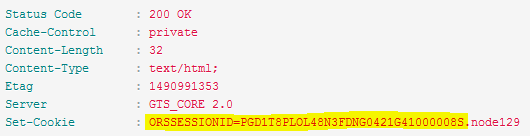 Status Code : 200 OK
Cache-Control : private
Content-Length : 32
Content-Type : text/html;
Etag : 1490991353
Server : GTS_CORE 2.0
Set-Cookie : ORSSESSIONID=PGD1T8PLOL48N3FDNG0421G41000008S.node129